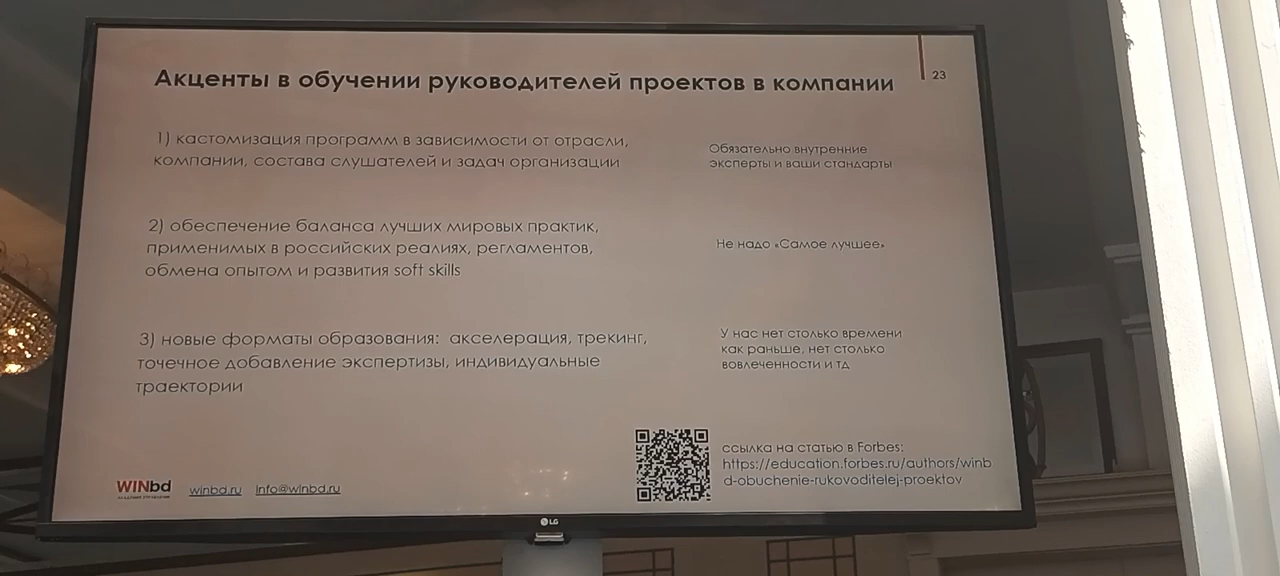 Акценты в обучении руководителей проектов в компании
23
1) кастомизация программ в зависимости от отрасли,
компании, состава слушателей и задач организации
Обязательно внутренние
эксперты и ваши стандарты
2) обеспечение баланса лучших мировых практик,
применимых в российских реалиях, регламентов,
обмена опытом и развития soft skills
Не надо «Самое лучшее»
3) новые форматы образования: акселерация, трекинг,
точечное добавление экспертизы, индивидуальные
траектории
У нас нет столько времени
как раньше, нет столько
вовлеченности и тд
ссылка на статью в Forbes:
https://education.forbes.ru/authors/winb
d-obuchenie-rukovoditelej-proektov
WINbd
АКАДЕМИЯ УПРАВЛЕНИЯ
winbd.ru info@winbd.ru
LG